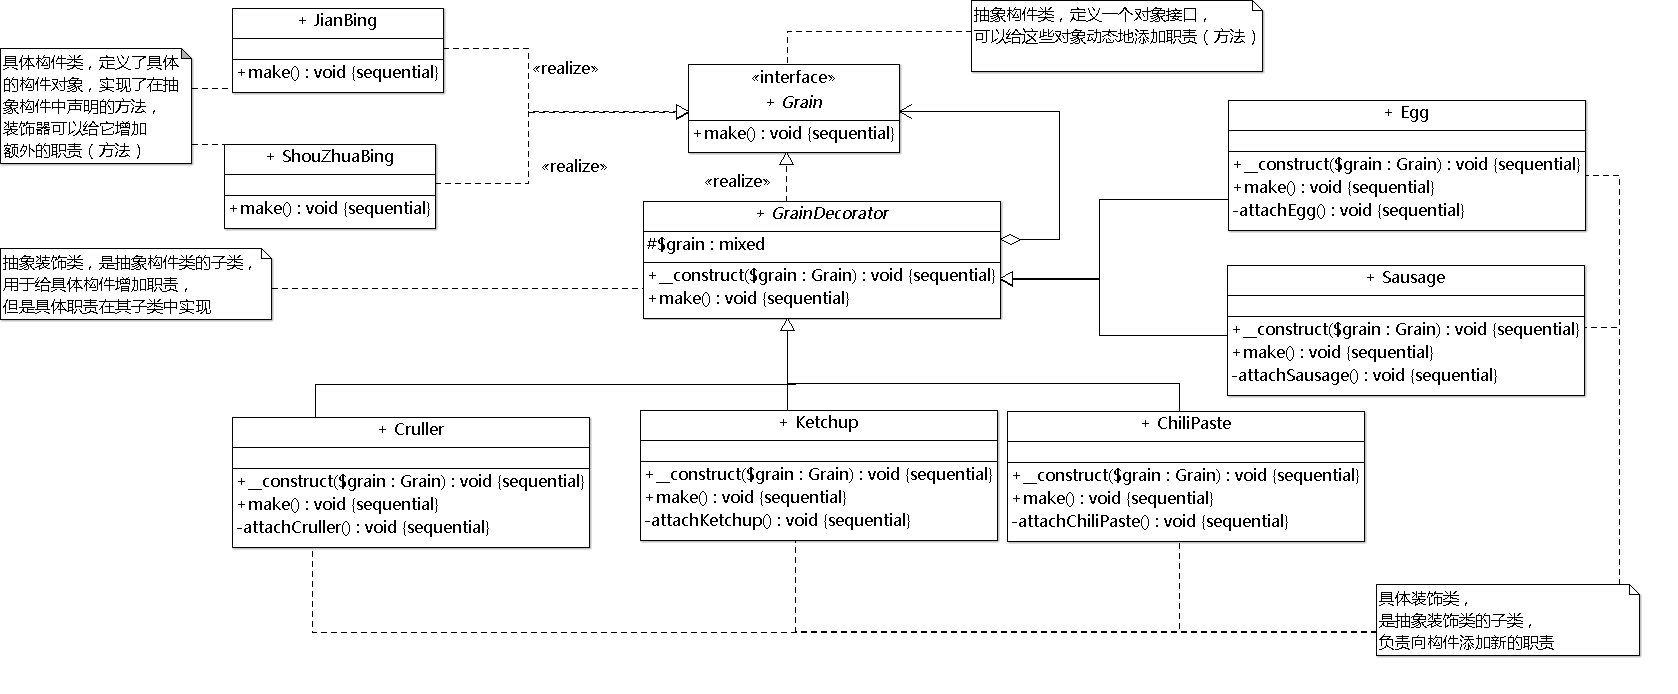 + JianBing
+make() : void {sequential}
具体构件类，定义了具体
的构件对象，实现了在抽
象构件中声明的方法，
装饰器可以给它增加
额外的职责（方法）
+ ShouZhuaBing
+make() : void {sequential}
«realize»
«realize»
抽象构件类，定义一个对象接口，
可以给这些对象动态地添加职责（方法）
«interface»
+ Grain
+make() : void {sequential}
«realize»
+ GrainDecorator
#$grain : mixed
+__construct($grain : Grain) : void {sequential}
+make() : void {sequential}
抽象装饰类，是抽象构件类的子类，
用于给具体构件增加职责，
但是具体职责在其子类中实现
+ Egg
+__construct($grain : Grain) : void {sequential}
+make() : void {sequential}
-attachEgg() : void {sequential}
+ Sausage
+__construct($grain : Grain) : void {sequential}
+make() : void {sequential}
-attachSausage() : void {sequential}
+ Cruller
+__construct($grain : Grain) : void {sequential}
+make() : void {sequential}
-attachCruller() : void {sequential}
+ Ketchup
+__construct($grain : Grain) : void {sequential}
+make() : void {sequential}
-attachKetchup() : void {sequential}
+ ChiliPaste
+__construct($grain : Grain) : void {sequential}
+make() : void {sequential}
-attachChiliPaste() : void {sequential}
具体装饰类，
是抽象装饰类的子类，
负责向构件添加新的职责